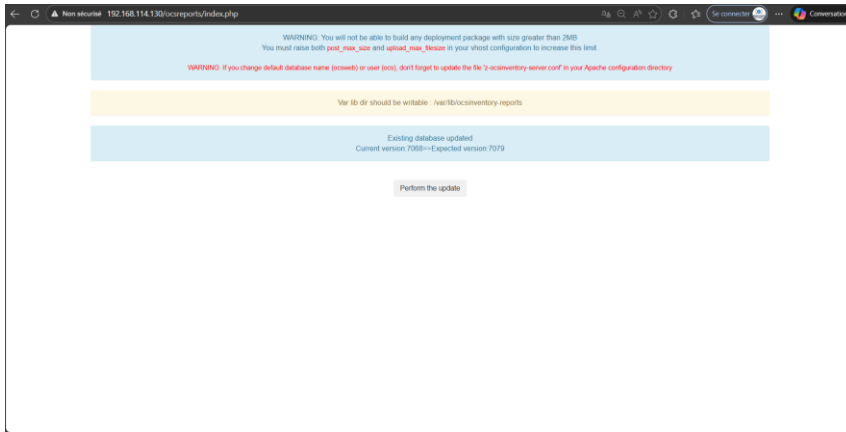 Non sécurisé 192.168.114.130/ocsreports/index.php
Se connecter
Conversation
WARNING: You will not be able to build any deployment package with size greater than 2MB
You must raise both post_max_size and upload_max_filesize in your vhost configuration to increase this limit.
WARNING: If you change default database name (ocsweb) or user (ocs), don't forget to update the file 'z-ocsinventory-server.conf' in your Apache configuration directory
Var lib dir should be writable : /var/lib/ocsinventory-reports
Existing database updated
Current version:7068=>Expected version:7079
Perform the update